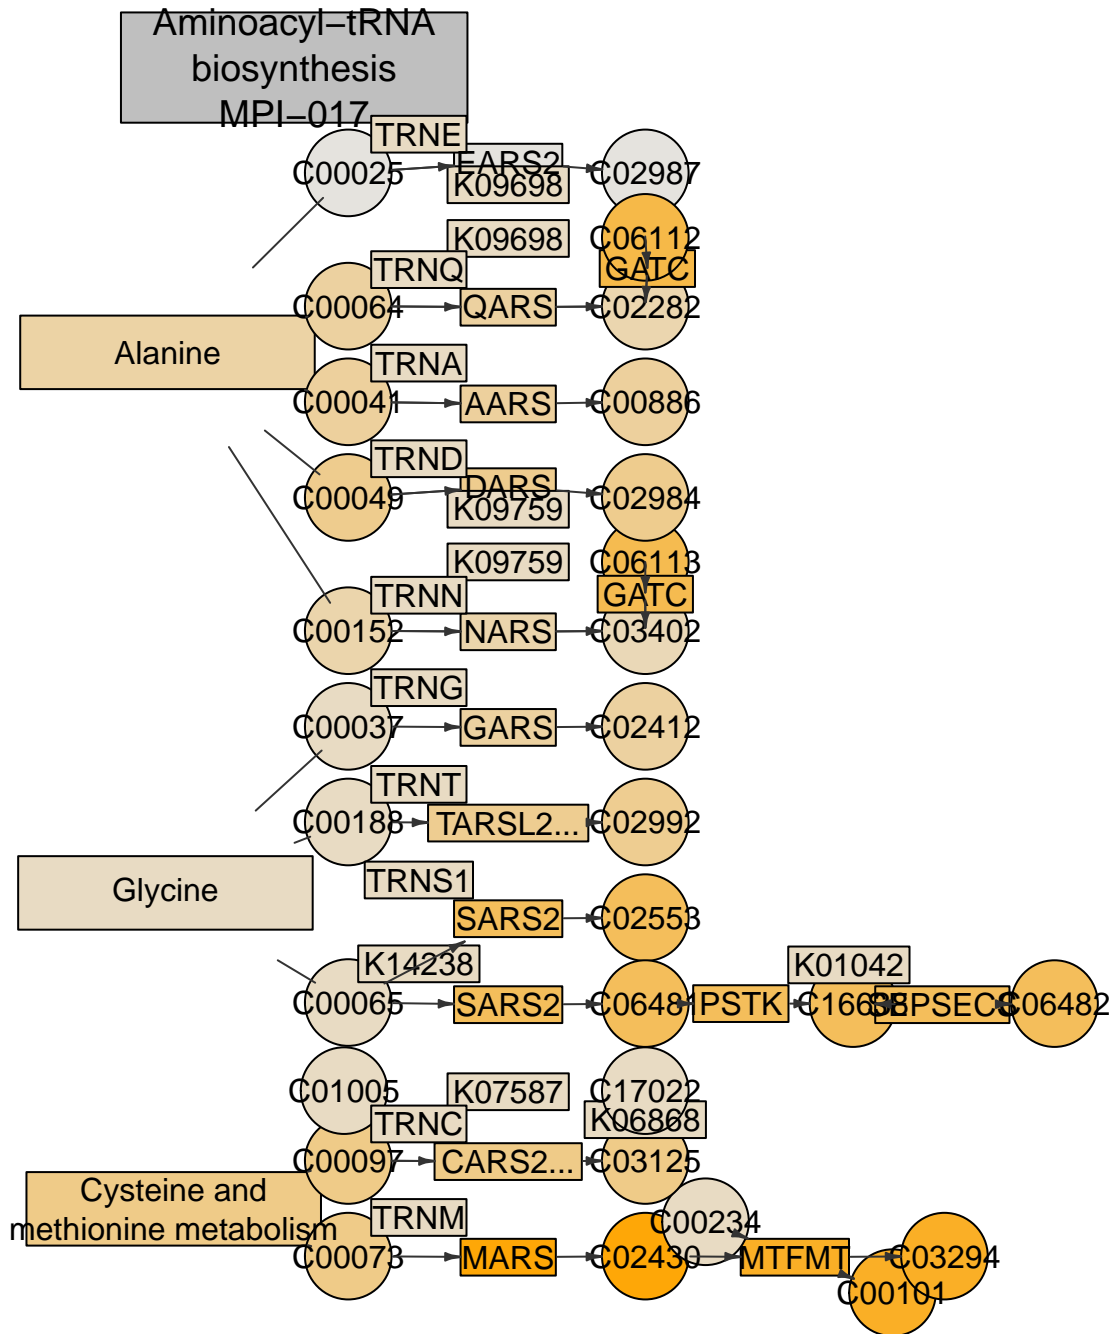 Aminoacyl−tRNA
biosynthesis
MPI−017
TRNE
C00025
EARS2
C02987
K09698
K09698
C06112
TRNQ
GATC
C00064
QARS
C02282
Alanine
TRNA
C00041
AARS
C00886
TRND
C00049
DARS
C02984
K09759
K09759
C06113
TRNN
GATC
C00152
NARS
C03402
TRNG
C00037
GARS
C02412
TRNT
C00188
TARSL2...
C02992
Glycine
TRNS1
SARS2
C02553
K14238
K01042
C00065
SARS2
C06481
PSTK
SEPSECS
C06482
C01005
K07587
C17022
TRNC
K06868
C00097
CARS2...
C03125
Cysteine and
methionine metabolism
TRNM
C00234
C00073
MARS
C02430
MTFMT
C03294
C00101